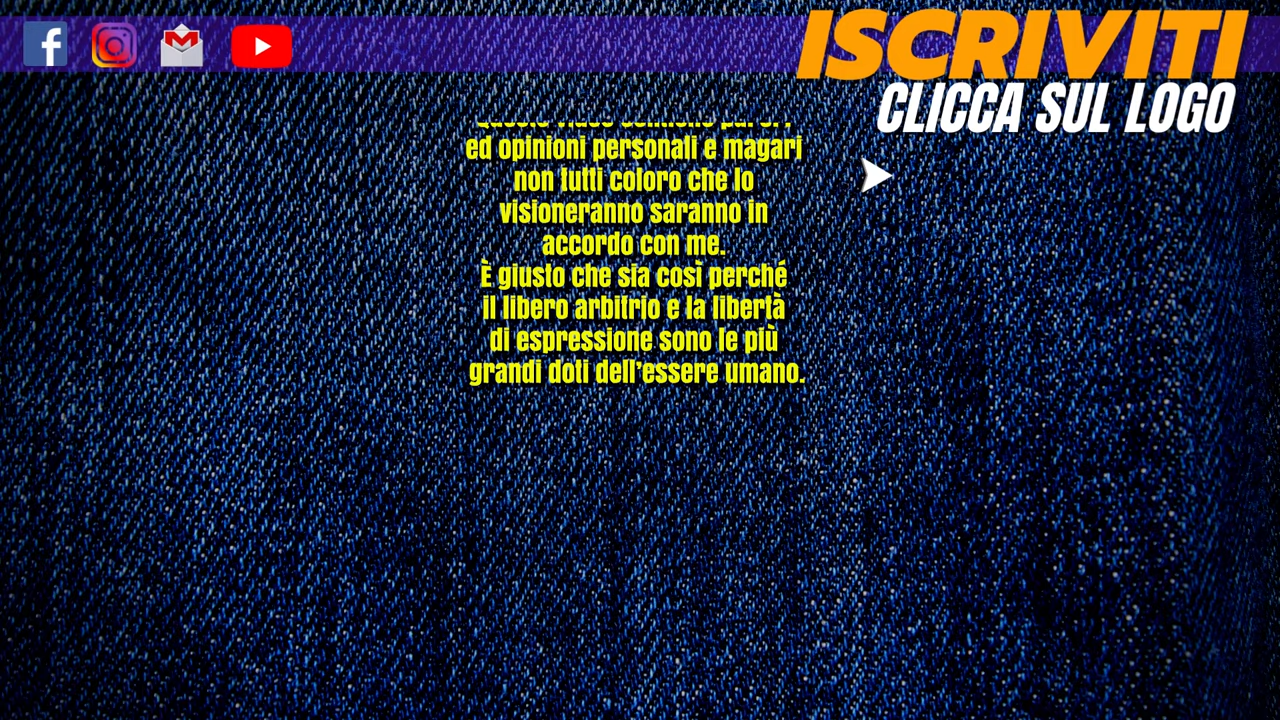 ISCRIVITI
CLICCA SUL LOGO
ed opinioni personali e magari
non tutti coloro che lo
visioneranno saranno in
accordo con me.
È giusto che sia così perché
il libero arbitrio e la libertà
di espressione sono le più
grandi doti dell'essere umano.